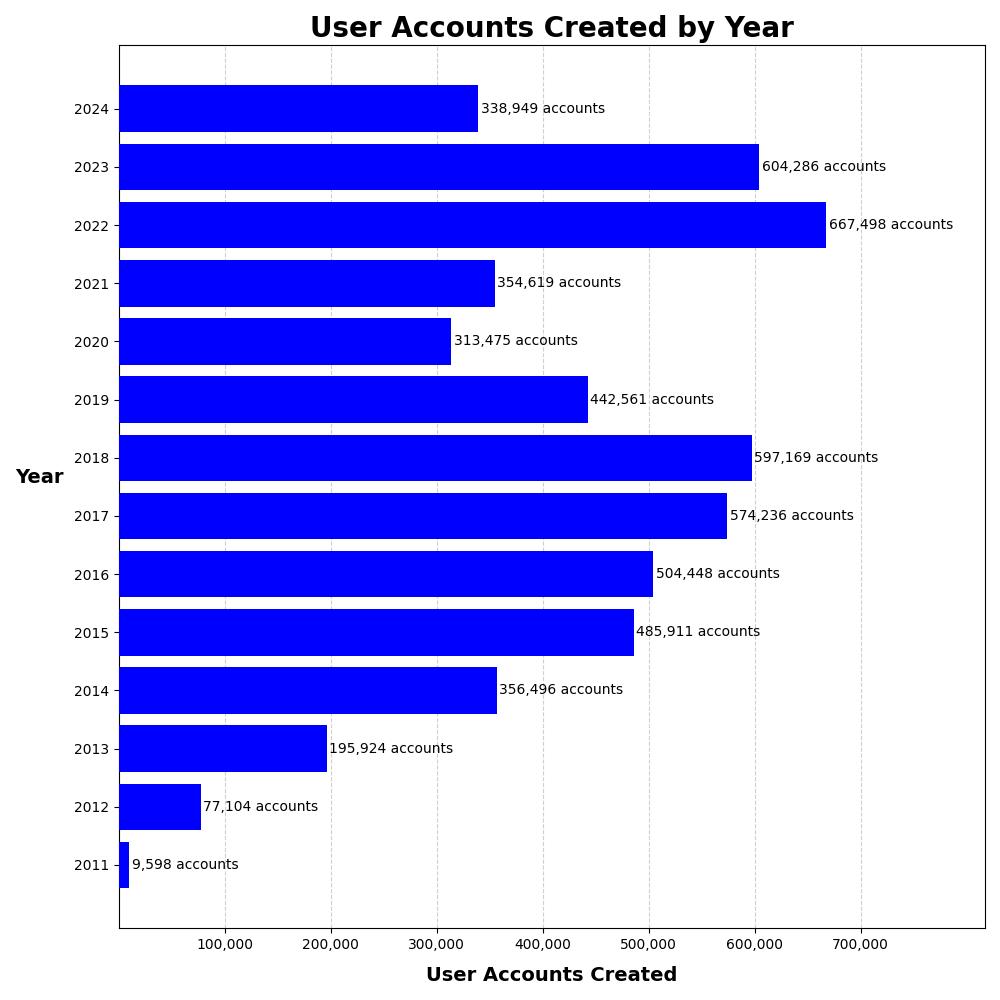 User Accounts Created by Year
2024 338,949 accounts
2023 604,286 accounts
2022 667,498 accounts
2021 354,619 accounts
2020 313,475 accounts
2019 442,561 accounts
2018 597,169 accounts
Year
2017 574,236 accounts
2016 504,448 accounts
2015 485,911 accounts
2014 356,496 accounts
2013 195,924 accounts
2012 77,104 accounts
2011 9,598 accounts
100,000 200,000 300,000 400,000 500,000 600,000 700,000
User Accounts Created